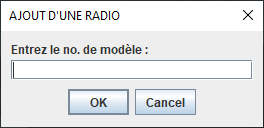 AJOUT D'UNE RADIO
Entrez le no. de modèle :
OK Cancel